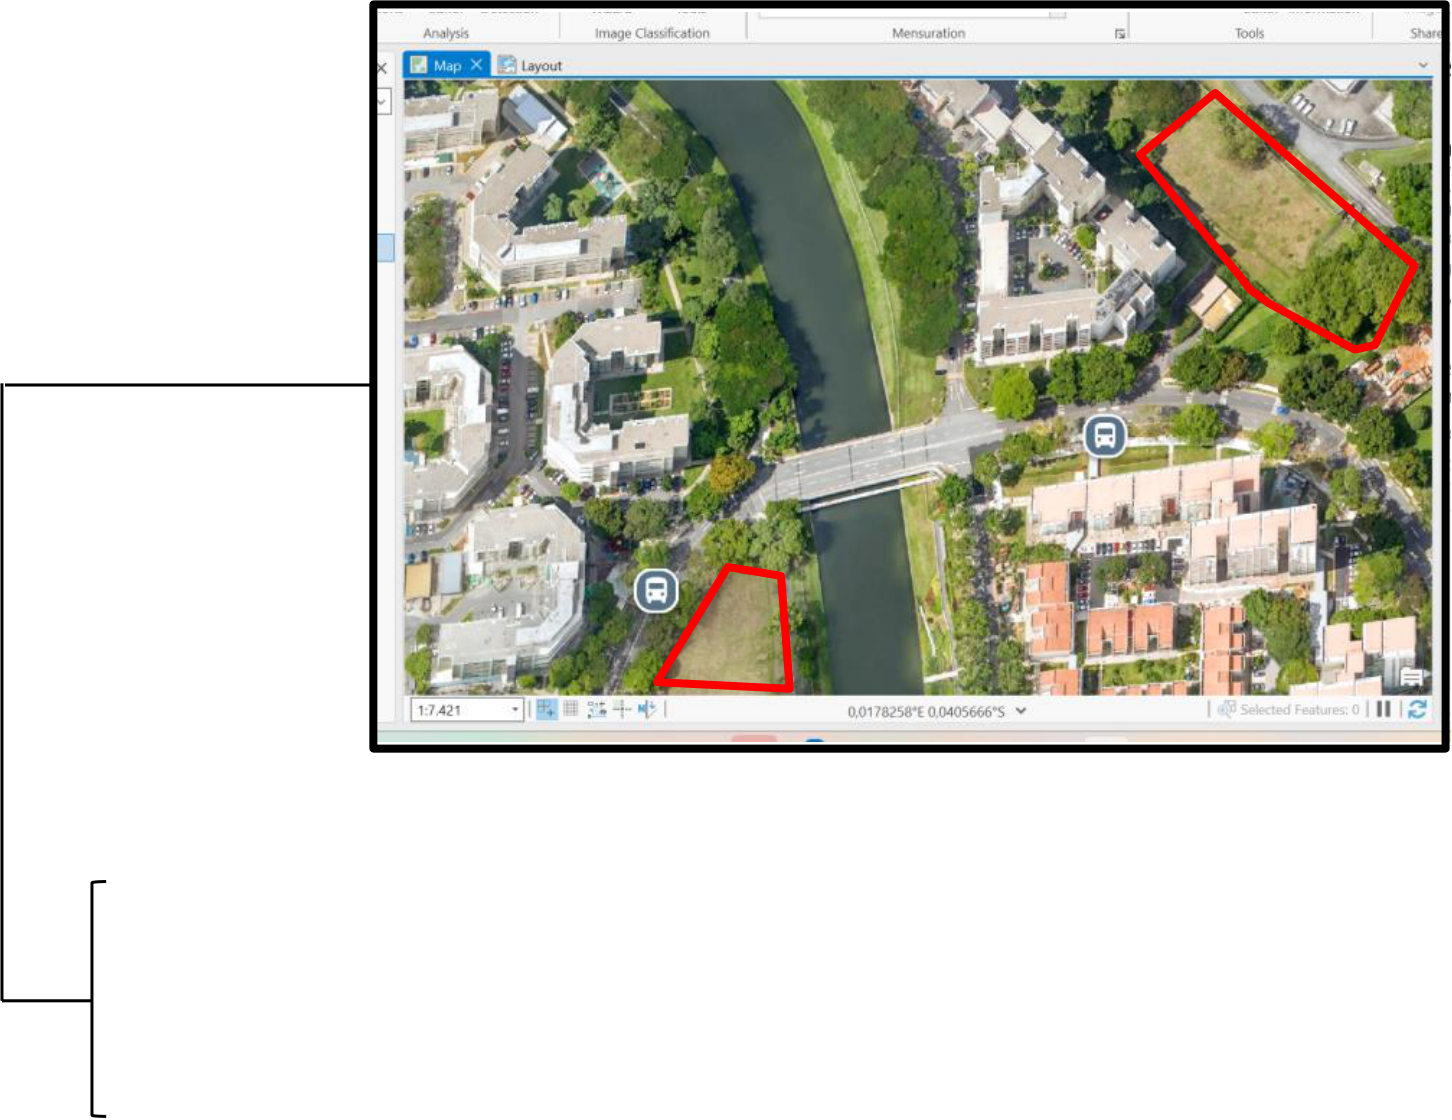 Analysis Image Classification Mensuration Tools Share
Map Layout
1:7.421 0,0178258°E 0,0405666°S Selected Features: 0